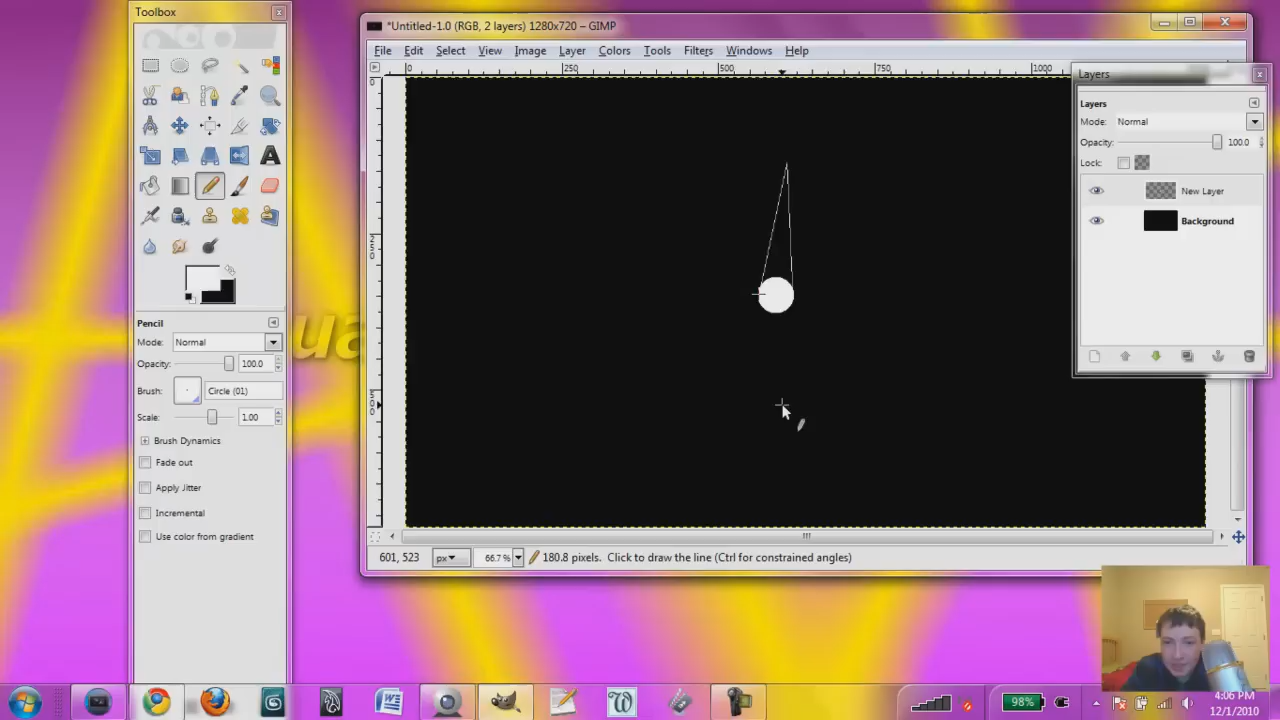 Toolbox
*Untitled-1.0 (RGB, 2 layers) 1280x720 – GIMP
File Edit Select View Image Layer Colors Tools Filters Windows Help
0 250 500 750 1000
0
250
500
Layers
Layers
Mode: Normal
Opacity: 100.0
Lock:
New Layer
Background
Pencil
Mode: Normal
Opacity: 100.0
Brush: Circle (01)
Scale: 1.00
Brush Dynamics
Fade out
Apply Jitter
Incremental
Use color from gradient
601, 523 px 66.7% 180.8 pixels. Click to draw the line (Ctrl for constrained angles)
98%
4:06 PM
12/1/2010